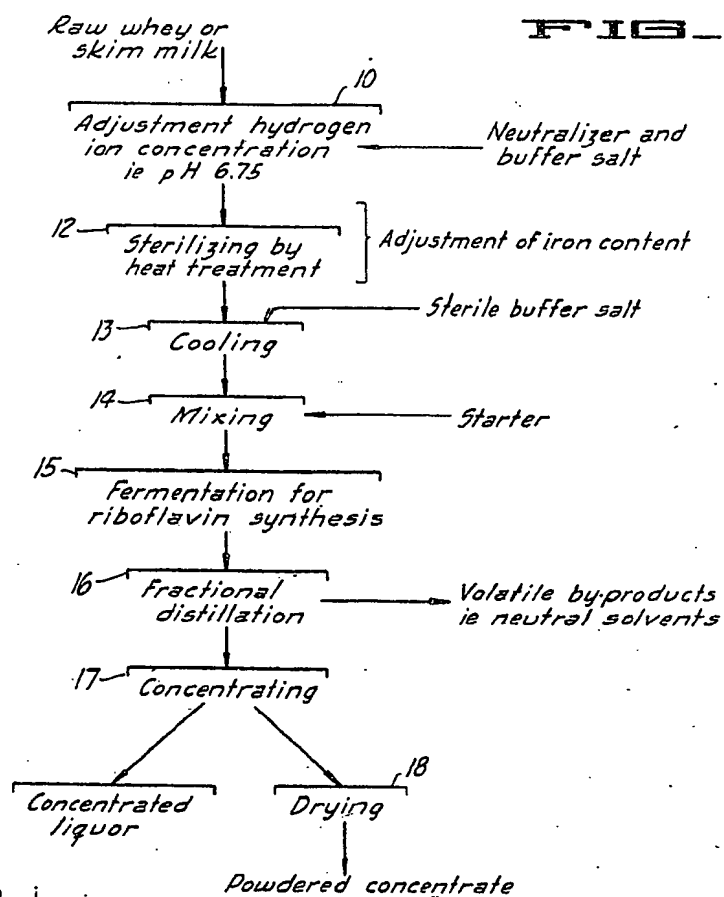 FIG_
Raw whey or
skim milk
10
Adjustment hydrogen
ion concentration
ie pH 6.75
Neutralizer and
buffer salt
12
Sterilizing by
heat treatment
Adjustment of iron content
Sterile buffer salt
13
Cooling
14
Mixing
Starter
15
Fermentation for
riboflavin synthesis
16
Fractional
distillation
Volatile by-products
ie neutral solvents
17
Concentrating
18
Concentrated
liquor
Drying
Powdered concentrate